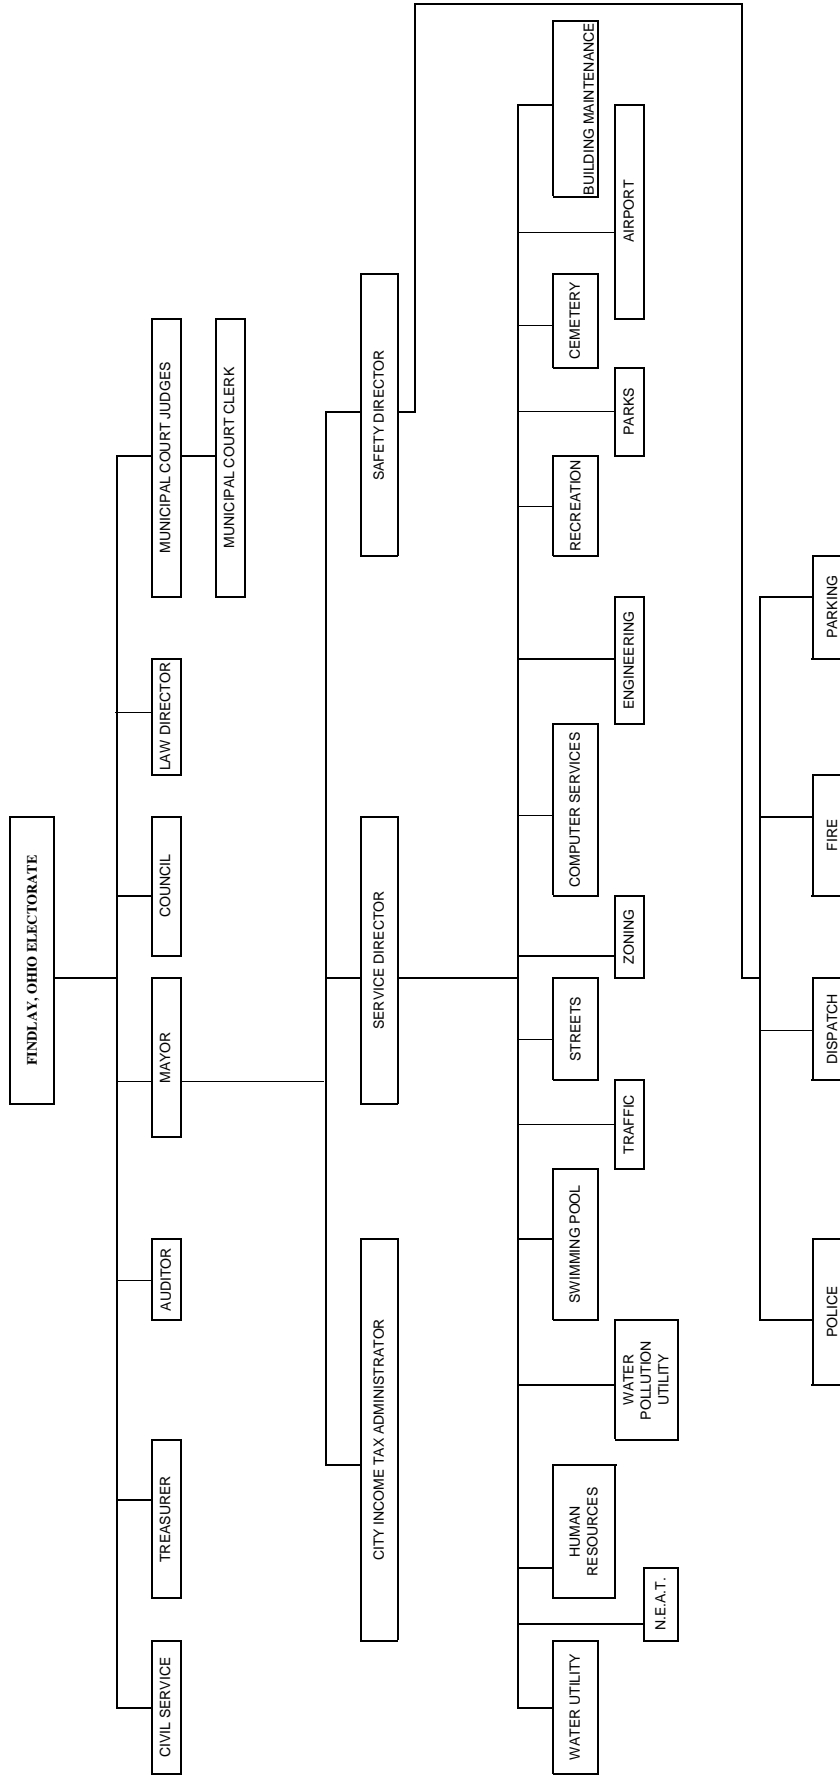 FINDLAY, OHIO ELECTORATE
CIVIL SERVICE
TREASURER
AUDITOR
MAYOR
COUNCIL
LAW DIRECTOR
MUNICIPAL COURT JUDGES
MUNICIPAL COURT CLERK
CITY INCOME TAX ADMINISTRATOR
SERVICE DIRECTOR
SAFETY DIRECTOR
WATER UTILITY
N.E.A.T.
HUMAN
RESOURCES
WATER
POLLUTION
UTILITY
SWIMMING POOL
TRAFFIC
STREETS
ZONING
COMPUTER SERVICES
ENGINEERING
RECREATION
PARKS
CEMETERY
AIRPORT
BUILDING MAINTENANCE
POLICE
DISPATCH
FIRE
PARKING